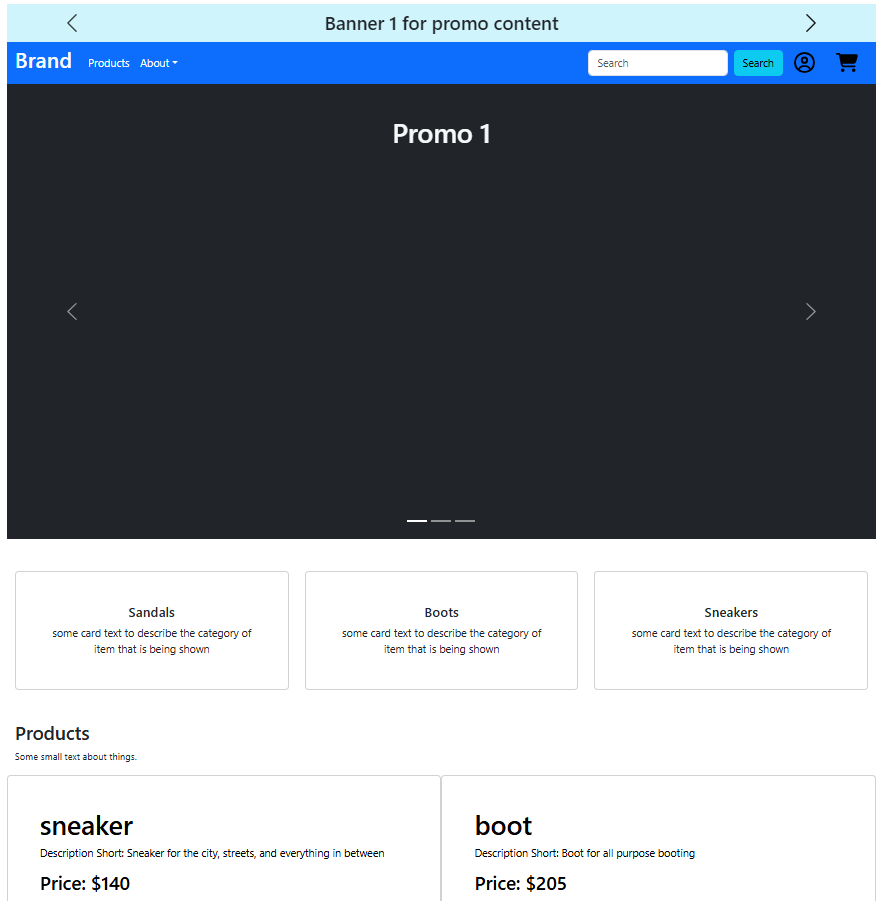 Banner 1 for promo content
Brand Products About Search Search
Promo 1
Sandals
some card text to describe the category of
item that is being shown
Boots
some card text to describe the category of
item that is being shown
Sneakers
some card text to describe the category of
item that is being shown
Products
Some small text about things.
sneaker
Description Short: Sneaker for the city, streets, and everything in between
Price: $140
boot
Description Short: Boot for all purpose booting
Price: $205